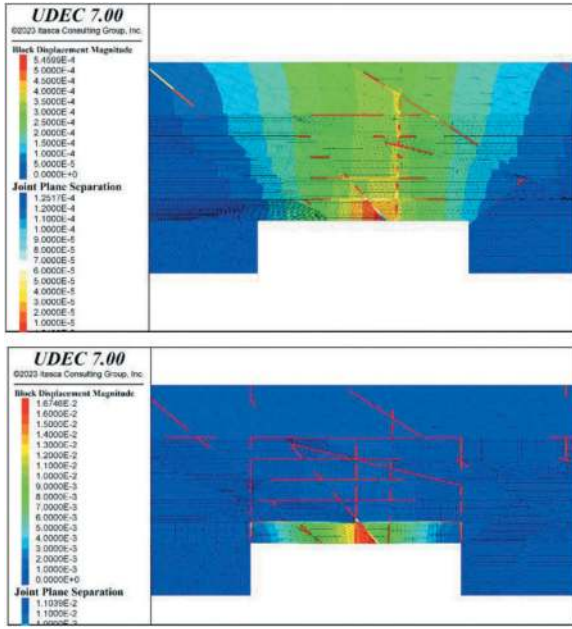 UDEC 7.00
©2023 Itasca Consulting Group, Inc.
Block Displacement Magnitude
5.4599E-4
5.0000E-4
4.5000E-4
4.0000E-4
3.5000E-4
3.0000E-4
2.5000E-4
2.0000E-4
1.5000E-4
1.0000E-4
5.0000E-5
0.0000E+0
Joint Plane Separation
1.2517E-4
1.2000E-4
1.1000E-4
1.0000E-4
9.0000E-5
8.0000E-5
7.0000E-5
6.0000E-5
5.0000E-5
4.0000E-5
3.0000E-5
2.0000E-5
1.0000E-5
UDEC 7.00
©2023 Itasca Consulting Group, Inc.
Block Displacement Magnitude
1.6746E-2
1.6000E-2
1.5000E-2
1.4000E-2
1.3000E-2
1.2000E-2
1.1000E-2
1.0000E-2
9.0000E-3
8.0000E-3
7.0000E-3
6.0000E-3
5.0000E-3
4.0000E-3
3.0000E-3
2.0000E-3
1.0000E-3
0.0000E+0
Joint Plane Separation
1.1039E-2
1.1000E-2